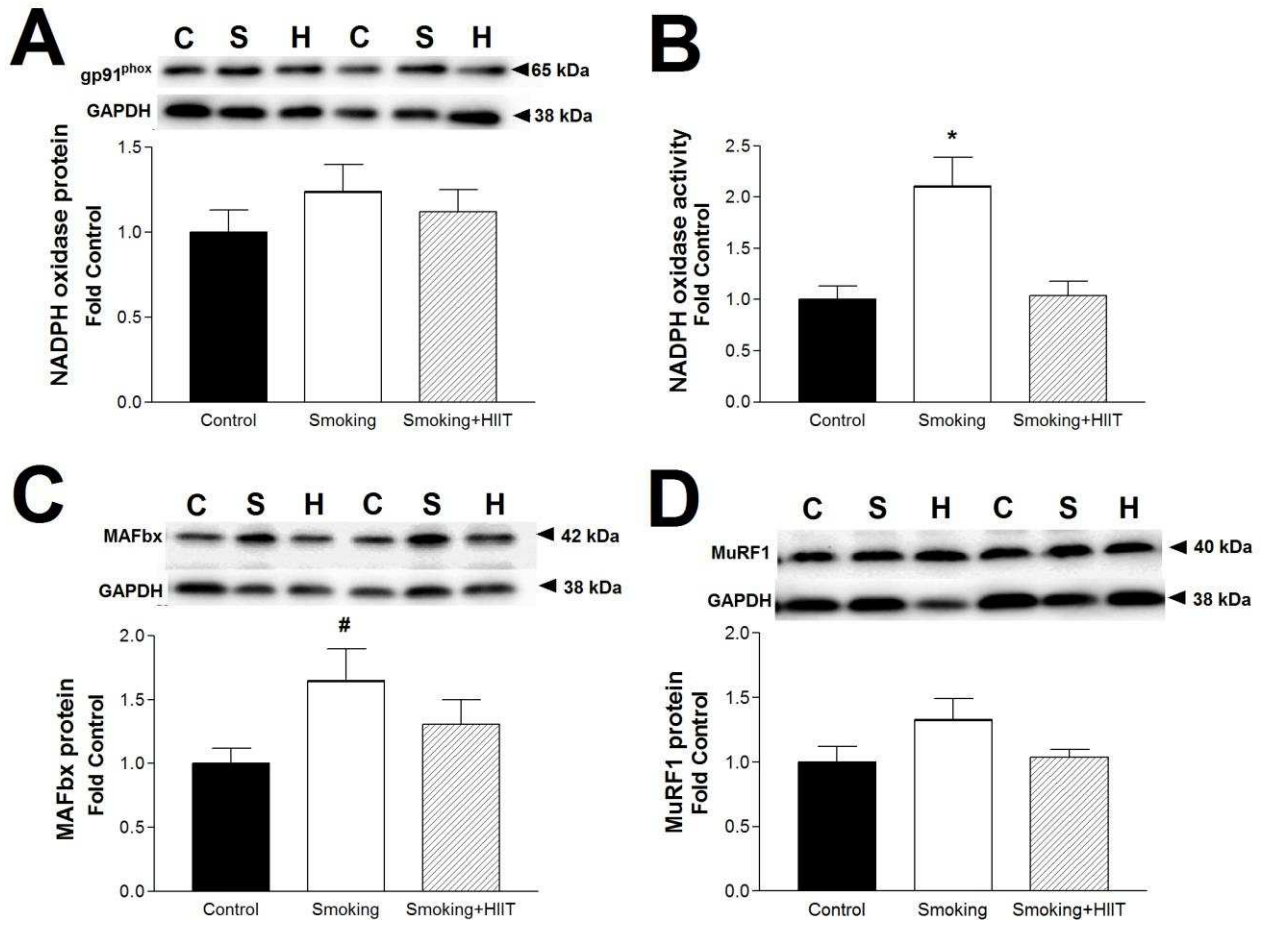 A
C S H C S H
gp91phox
65 kDa
GAPDH
38 kDa
NADPH oxidase protein
Fold Control
1.5
1.0
0.5
0.0
Control Smoking Smoking+HIIT
B
NADPH oxidase activity
Fold Control
2.5
2.0
1.5
1.0
0.5
0.0
*
Control Smoking Smoking+HIIT
C
C S H C S H
MAFbx
42 kDa
GAPDH
38 kDa
MAFbx protein
Fold Control
2.0
1.5
1.0
0.5
0.0
#
Control Smoking Smoking+HIIT
D
C S H C S H
MuRF1
40 kDa
GAPDH
38 kDa
MuRF1 protein
Fold Control
2.0
1.5
1.0
0.5
0.0
Control Smoking Smoking+HIIT